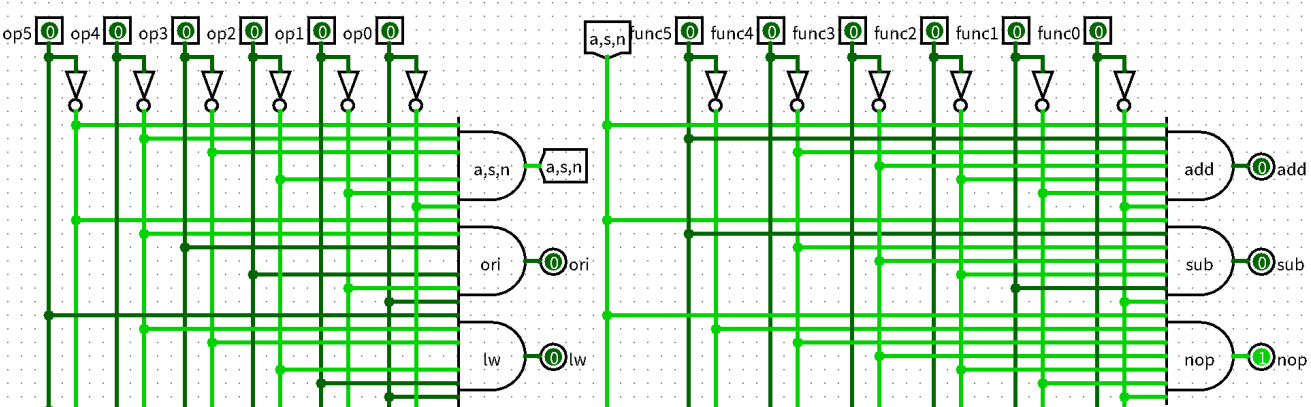 op5 0 op4 0 op3 0 op2 0 op1 0 op0 0 a,s,n func5 0 func4 0 func3 0 func2 0 func1 0 func0 0
a,s,n a,s,n add 0 add
ori 0 ori sub 0 sub
lw 0 lw nop 1 nop